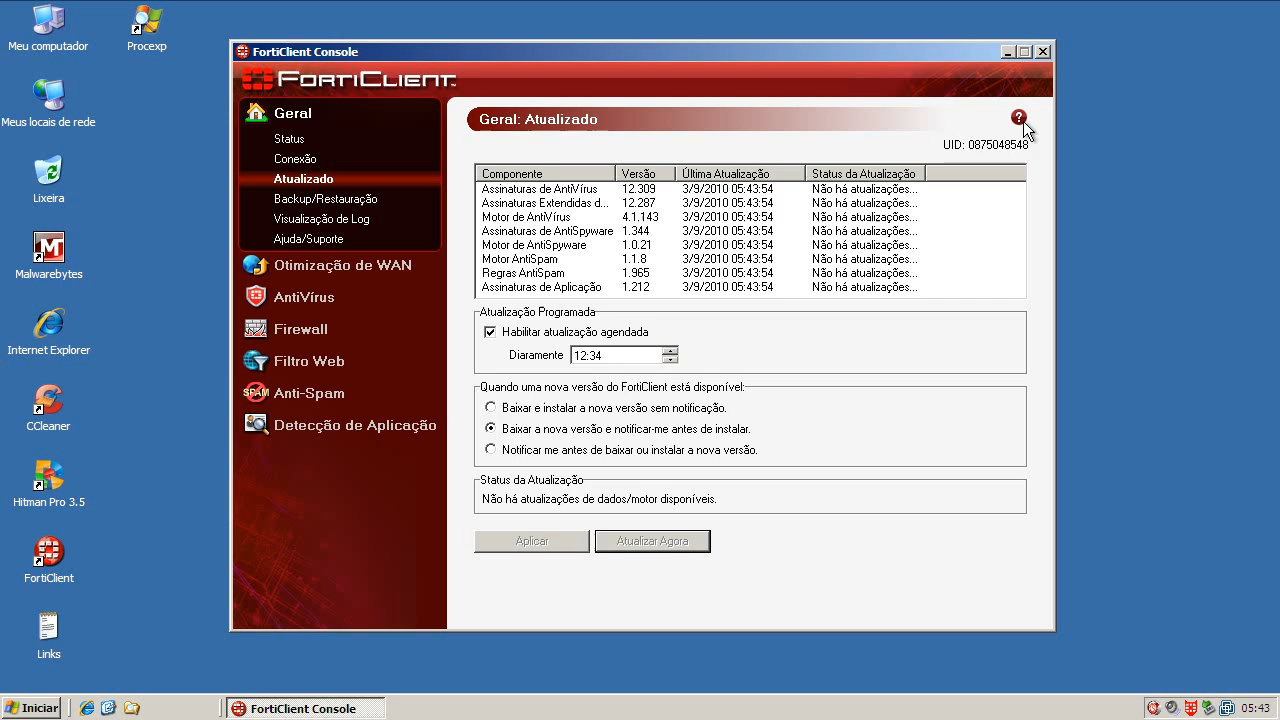 Meu computador
Procexp
Meus locais de rede
Lixeira
Malwarebytes
Internet Explorer
CCleaner
Hitman Pro 3.5
FortiClient
Links
FortiClient Console
FORTICLIENT
Geral
Status
Conexão
Atualizado
Backup/Restauração
Visualização de Log
Ajuda/Suporte
Otimização de WAN
AntiVírus
Firewall
Filtro Web
SPAM Anti-Spam
Detecção de Aplicação
Geral: Atualizado
?
UID: 0875048548
Componente Versão Última Atualização Status da Atualização
Assinaturas de AntiVírus 12.309 3/9/2010 05:43:54 Não há atualizações...
Assinaturas Extendidas d... 12.287 3/9/2010 05:43:54 Não há atualizações...
Motor de AntiVírus 4.1.143 3/9/2010 05:43:54 Não há atualizações...
Assinaturas de AntiSpyware 1.344 3/9/2010 05:43:54 Não há atualizações...
Motor de AntiSpyware 1.0.21 3/9/2010 05:43:54 Não há atualizações...
Motor AntiSpam 1.1.8 3/9/2010 05:43:54 Não há atualizações...
Regras AntiSpam 1.965 3/9/2010 05:43:54 Não há atualizações...
Assinaturas de Aplicação 1.212 3/9/2010 05:43:54 Não há atualizações...
Atualização Programada
Habilitar atualização agendada
Diaramente 12:34
Quando uma nova versão do FortiClient está disponível:
Baixar e instalar a nova versão sem notificação.
Baixar a nova versão e notificar-me antes de instalar.
Notificar me antes de baixar ou instalar a nova versão.
Status da Atualização
Não há atualizações de dados/motor disponíveis.
Aplicar
Atualizar Agora
Iniciar
FortiClient Console
05:43